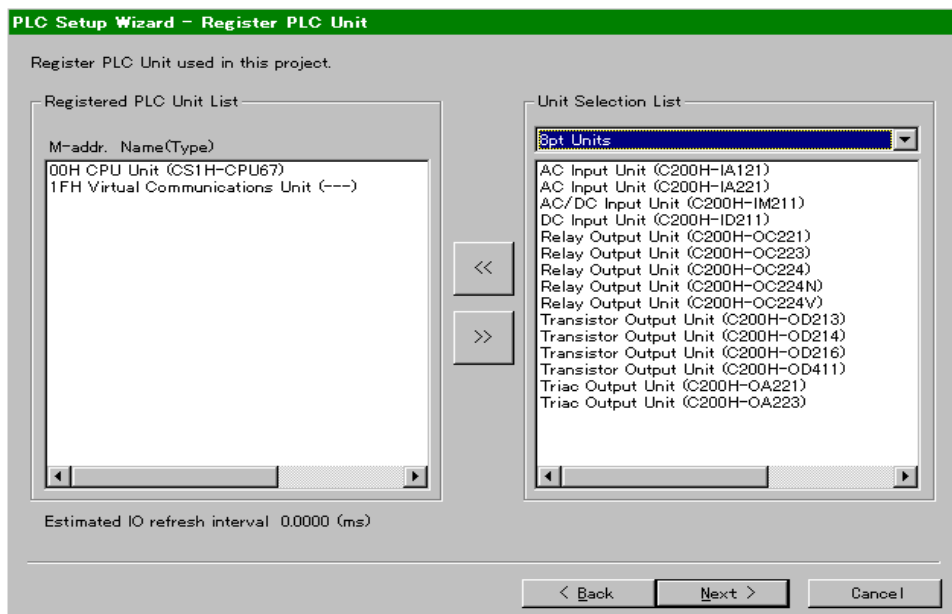 PLC Setup Wizard - Register PLC Unit
Register PLC Unit used in this project.
Registered PLC Unit List
M-addr. Name(Type)
00H CPU Unit (CS1H-CPU67)
1FH Virtual Communications Unit (---)
<<
>>
Unit Selection List
8pt Units
AC Input Unit (C200H-IA121)
AC Input Unit (C200H-IA221)
AC/DC Input Unit (C200H-IM211)
DC Input Unit (C200H-ID211)
Relay Output Unit (C200H-OC221)
Relay Output Unit (C200H-OC223)
Relay Output Unit (C200H-OC224)
Relay Output Unit (C200H-OC224N)
Relay Output Unit (C200H-OC224V)
Transistor Output Unit (C200H-OD213)
Transistor Output Unit (C200H-OD214)
Transistor Output Unit (C200H-OD216)
Transistor Output Unit (C200H-OD411)
Triac Output Unit (C200H-OA221)
Triac Output Unit (C200H-OA223)
Estimated IO refresh interval 0.0000 (ms)
< Back
Next >
Cancel